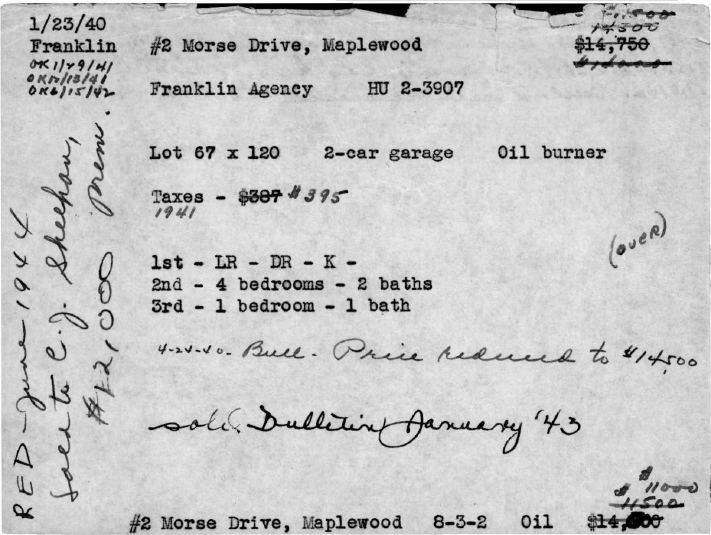 1/23/40
Franklin
OK 1/29/41
OK 12/13/41
OK 6/15/42
$11,500
14500
$14,750
#2 Morse Drive, Maplewood
Franklin Agency HU 2-3907
Lot 67 x 120 2-car garage Oil burner
Taxes - $387 #395
1941
(over)
1st - LR - DR - K -
2nd - 4 bedrooms - 2 baths
3rd - 1 bedroom - 1 bath
4-24-40- Bull. Price reduced to $14,500
sold. Bulletin January '43
RED - June 1944
Sold to C. J. Sheehan,
#12,000 Prem.
$11000
11500
#2 Morse Drive, Maplewood 8-3-2 Oil